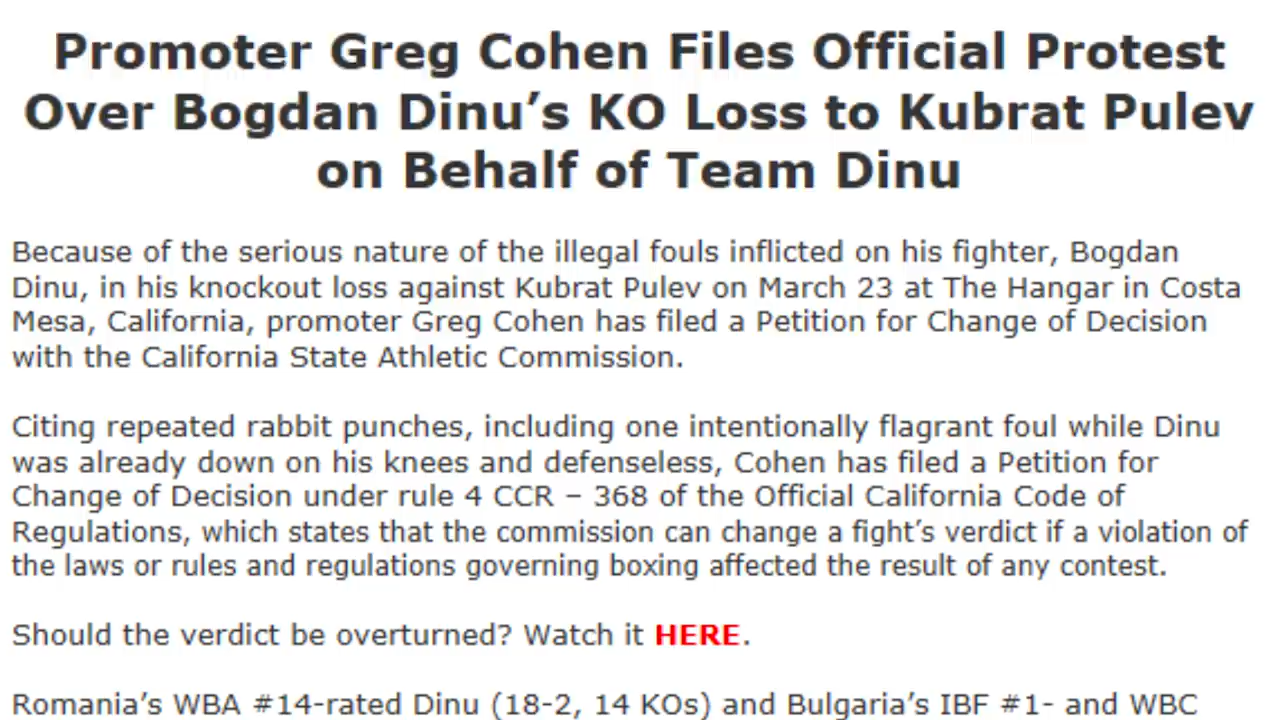 Promoter Greg Cohen Files Official Protest
Over Bogdan Dinu’s KO Loss to Kubrat Pulev
on Behalf of Team Dinu
Because of the serious nature of the illegal fouls inflicted on his fighter, Bogdan
Dinu, in his knockout loss against Kubrat Pulev on March 23 at The Hangar in Costa
Mesa, California, promoter Greg Cohen has filed a Petition for Change of Decision
with the California State Athletic Commission.
Citing repeated rabbit punches, including one intentionally flagrant foul while Dinu
was already down on his knees and defenseless, Cohen has filed a Petition for
Change of Decision under rule 4 CCR – 368 of the Official California Code of
Regulations, which states that the commission can change a fight’s verdict if a violation of
the laws or rules and regulations governing boxing affected the result of any contest.
Should the verdict be overturned? Watch it HERE.
Romania’s WBA #14-rated Dinu (18-2, 14 KOs) and Bulgaria’s IBF #1- and WBC